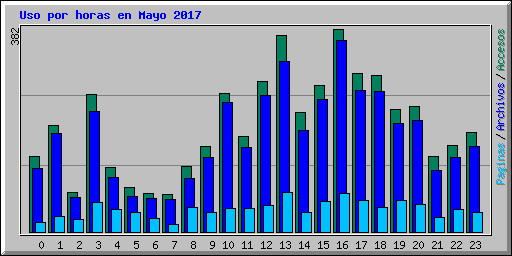 Uso por horas en Mayo 2017
382
Paginas / Archivos / Accesos
0 1 2 3 4 5 6 7 8 9 10 11 12 13 14 15 16 17 18 19 20 21 22 23